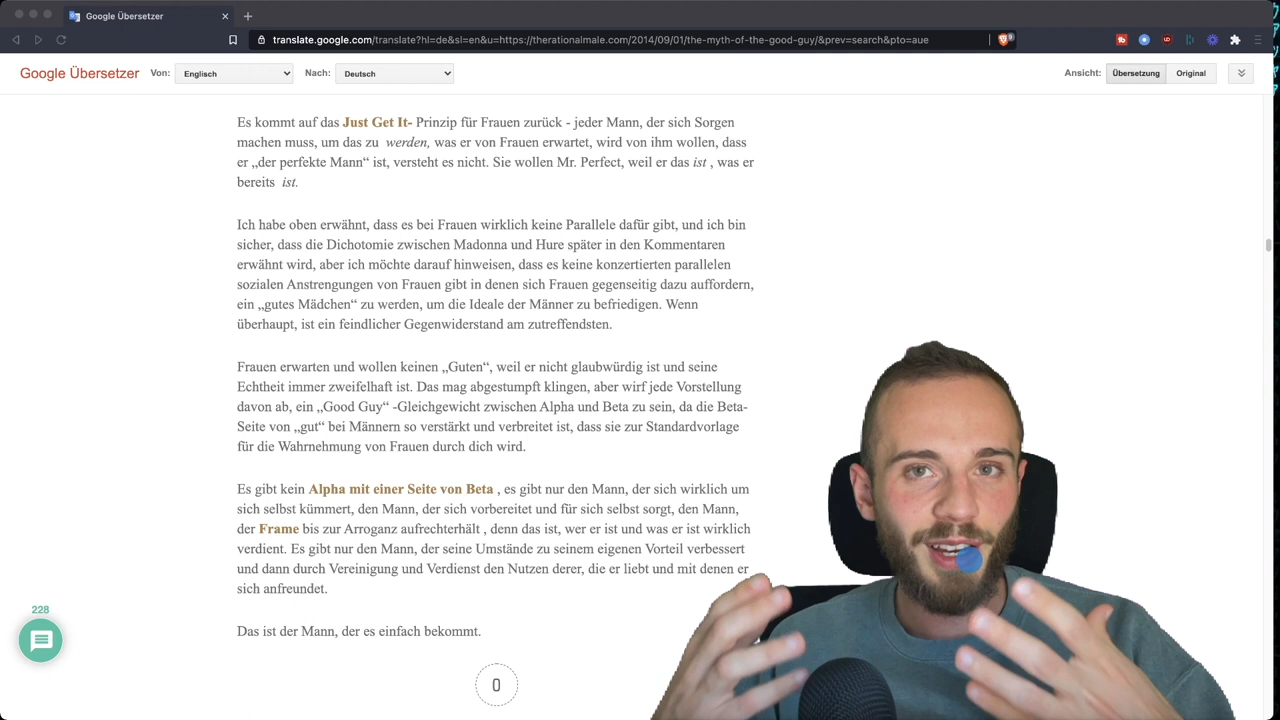 Google Übersetzer
translate.google.com/translate?hl=de&sl=en&u=https://therationalmale.com/2014/09/01/the-myth-of-the-good-guy/&prev=search&pto=aue
Google Übersetzer Von: Englisch Nach: Deutsch Ansicht: Übersetzung Original
Es kommt auf das Just Get It- Prinzip für Frauen zurück - jeder Mann, der sich Sorgen
machen muss, um das zu werden, was er von Frauen erwartet, wird von ihm wollen, dass
er „der perfekte Mann“ ist, versteht es nicht. Sie wollen Mr. Perfect, weil er das ist , was er
bereits ist.
Ich habe oben erwähnt, dass es bei Frauen wirklich keine Parallele dafür gibt, und ich bin
sicher, dass die Dichotomie zwischen Madonna und Hure später in den Kommentaren
erwähnt wird, aber ich möchte darauf hinweisen, dass es keine konzertierten parallelen
sozialen Anstrengungen von Frauen gibt in denen sich Frauen gegenseitig dazu auffordern,
ein „gutes Mädchen“ zu werden, um die Ideale der Männer zu befriedigen. Wenn
überhaupt, ist ein feindlicher Gegenwiderstand am zutreffendsten.
Frauen erwarten und wollen keinen „Guten“, weil er nicht glaubwürdig ist und seine
Echtheit immer zweifelhaft ist. Das mag abgestumpft klingen, aber wirf jede Vorstellung
davon ab, ein „Good Guy“ -Gleichgewicht zwischen Alpha und Beta zu sein, da die Beta-
Seite von „gut“ bei Männern so verstärkt und verbreitet ist, dass sie zur Standardvorlage
für die Wahrnehmung von Frauen durch dich wird.
Es gibt kein Alpha mit einer Seite von Beta , es gibt nur den Mann, der sich wirklich um
sich selbst kümmert, den Mann, der sich vorbereitet und für sich selbst sorgt, den Mann,
der Frame bis zur Arroganz aufrechterhält , denn das ist, wer er ist und was er ist wirklich
verdient. Es gibt nur den Mann, der seine Umstände zu seinem eigenen Vorteil verbessert
und dann durch Vereinigung und Verdienst den Nutzen derer, die er liebt und mit denen er
sich anfreundet.
228
Das ist der Mann, der es einfach bekommt.
0